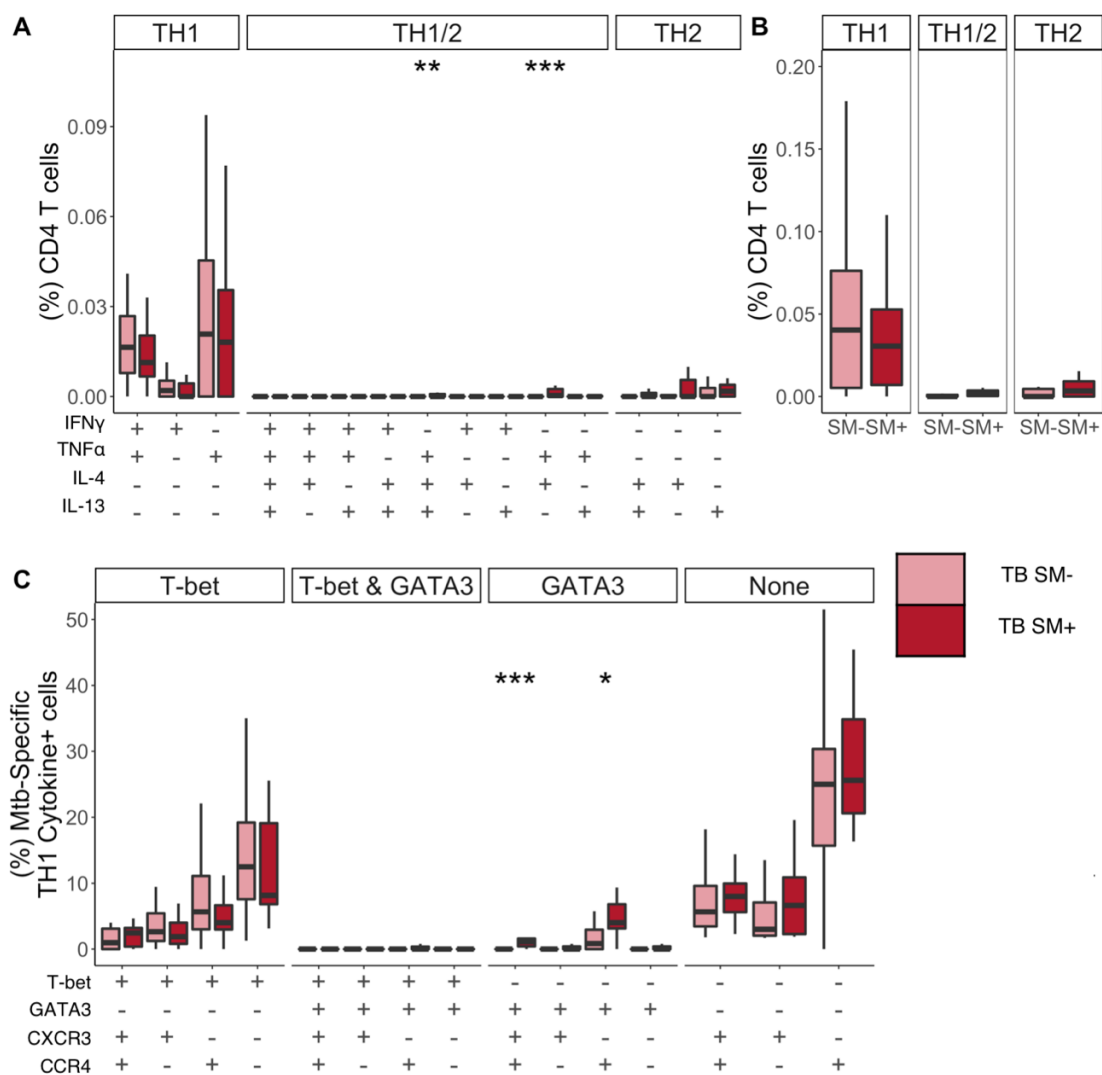 A
TH1 TH1/2 TH2
** ***
(%) CD4 T cells
0.09
0.06
0.03
0.00
IFNγ + + - + + + + - + + - - - - -
TNFα + - + + + + - + - - + + - - -
IL-4 - - - + + - + + + - + - + + -
IL-13 - - - + - + + + - + - + + - +
B
TH1 TH1/2 TH2
(%) CD4 T cells
0.20
0.15
0.10
0.05
0.00
SM-SM+ SM-SM+ SM-SM+
C
T-bet T-bet & GATA3 GATA3 None
*** *
(%) Mtb-Specific
TH1 Cytokine+ cells
50
40
30
20
10
0
T-bet + + + + + + + + - - - - - - -
GATA3 - - - - + + + + + + + + - - -
CXCR3 + + - - + + - - + + - - + + -
CCR4 + - + - + - + - + - + - + - +
TB SM-
TB SM+